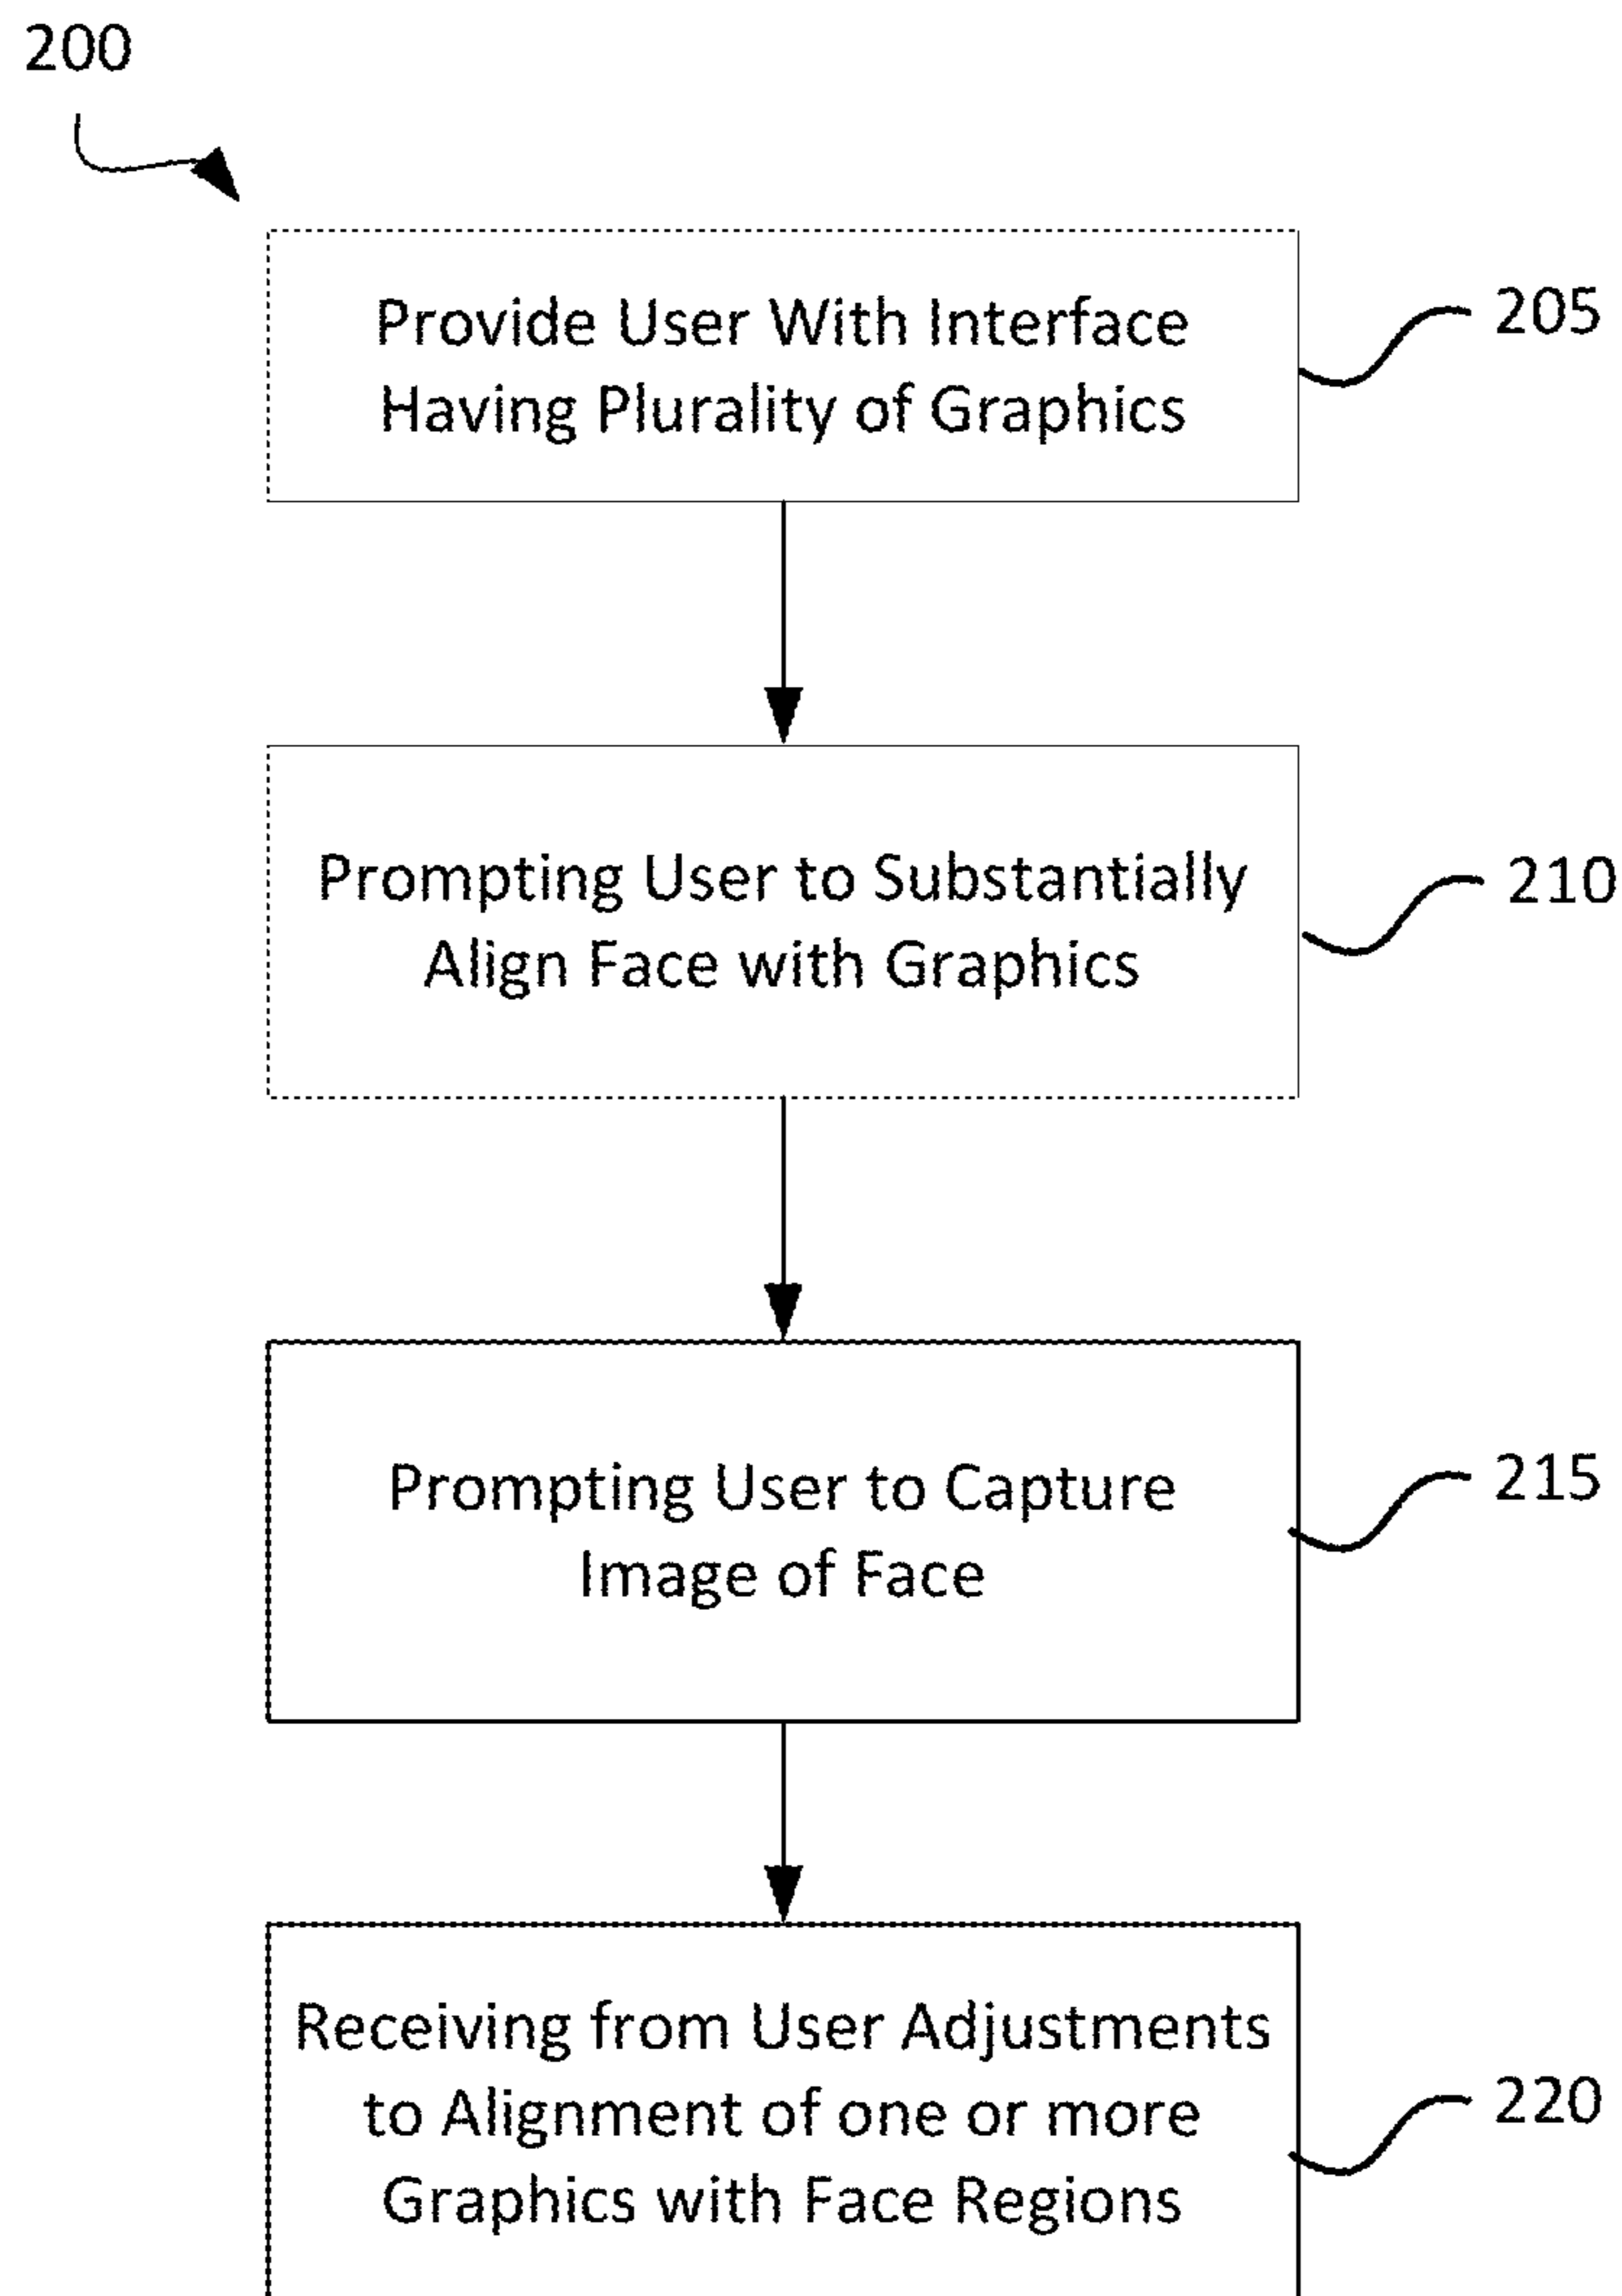 200
Provide User With Interface
Having Plurality of Graphics
205
Prompting User to Substantially
Align Face with Graphics
210
Prompting User to Capture
Image of Face
215
Receiving from User Adjustments
to Alignment of one or more
Graphics with Face Regions
220